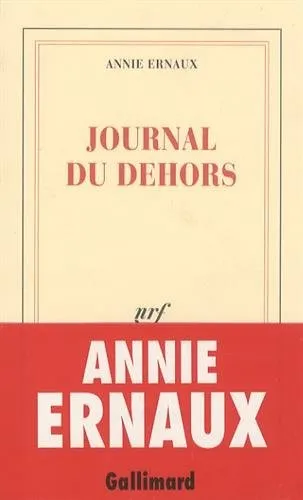 ANNIE ERNAUX
JOURNAL
DU DEHORS
nrf
ANNIE
ERNAUX
Gallimard